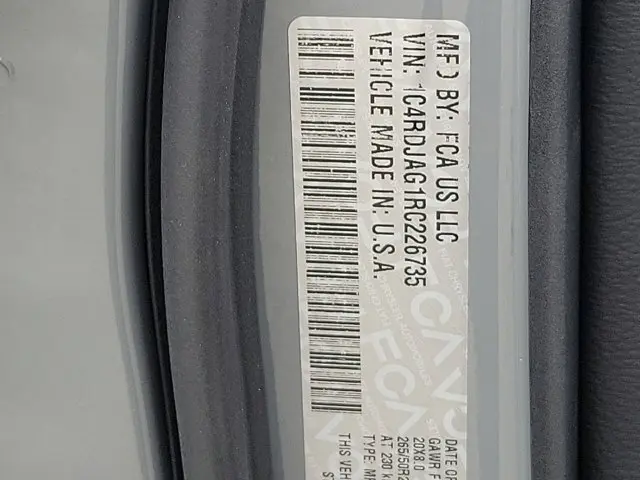 MFD BY: FCA US LLC
VIN: 1C4RDJAG1RC226735
VEHICLE MADE IN: U.S.A.
DATE OF
GAWR F
20X8.0
265/50R2
AT 230 k
TYPE: M
THIS VEH